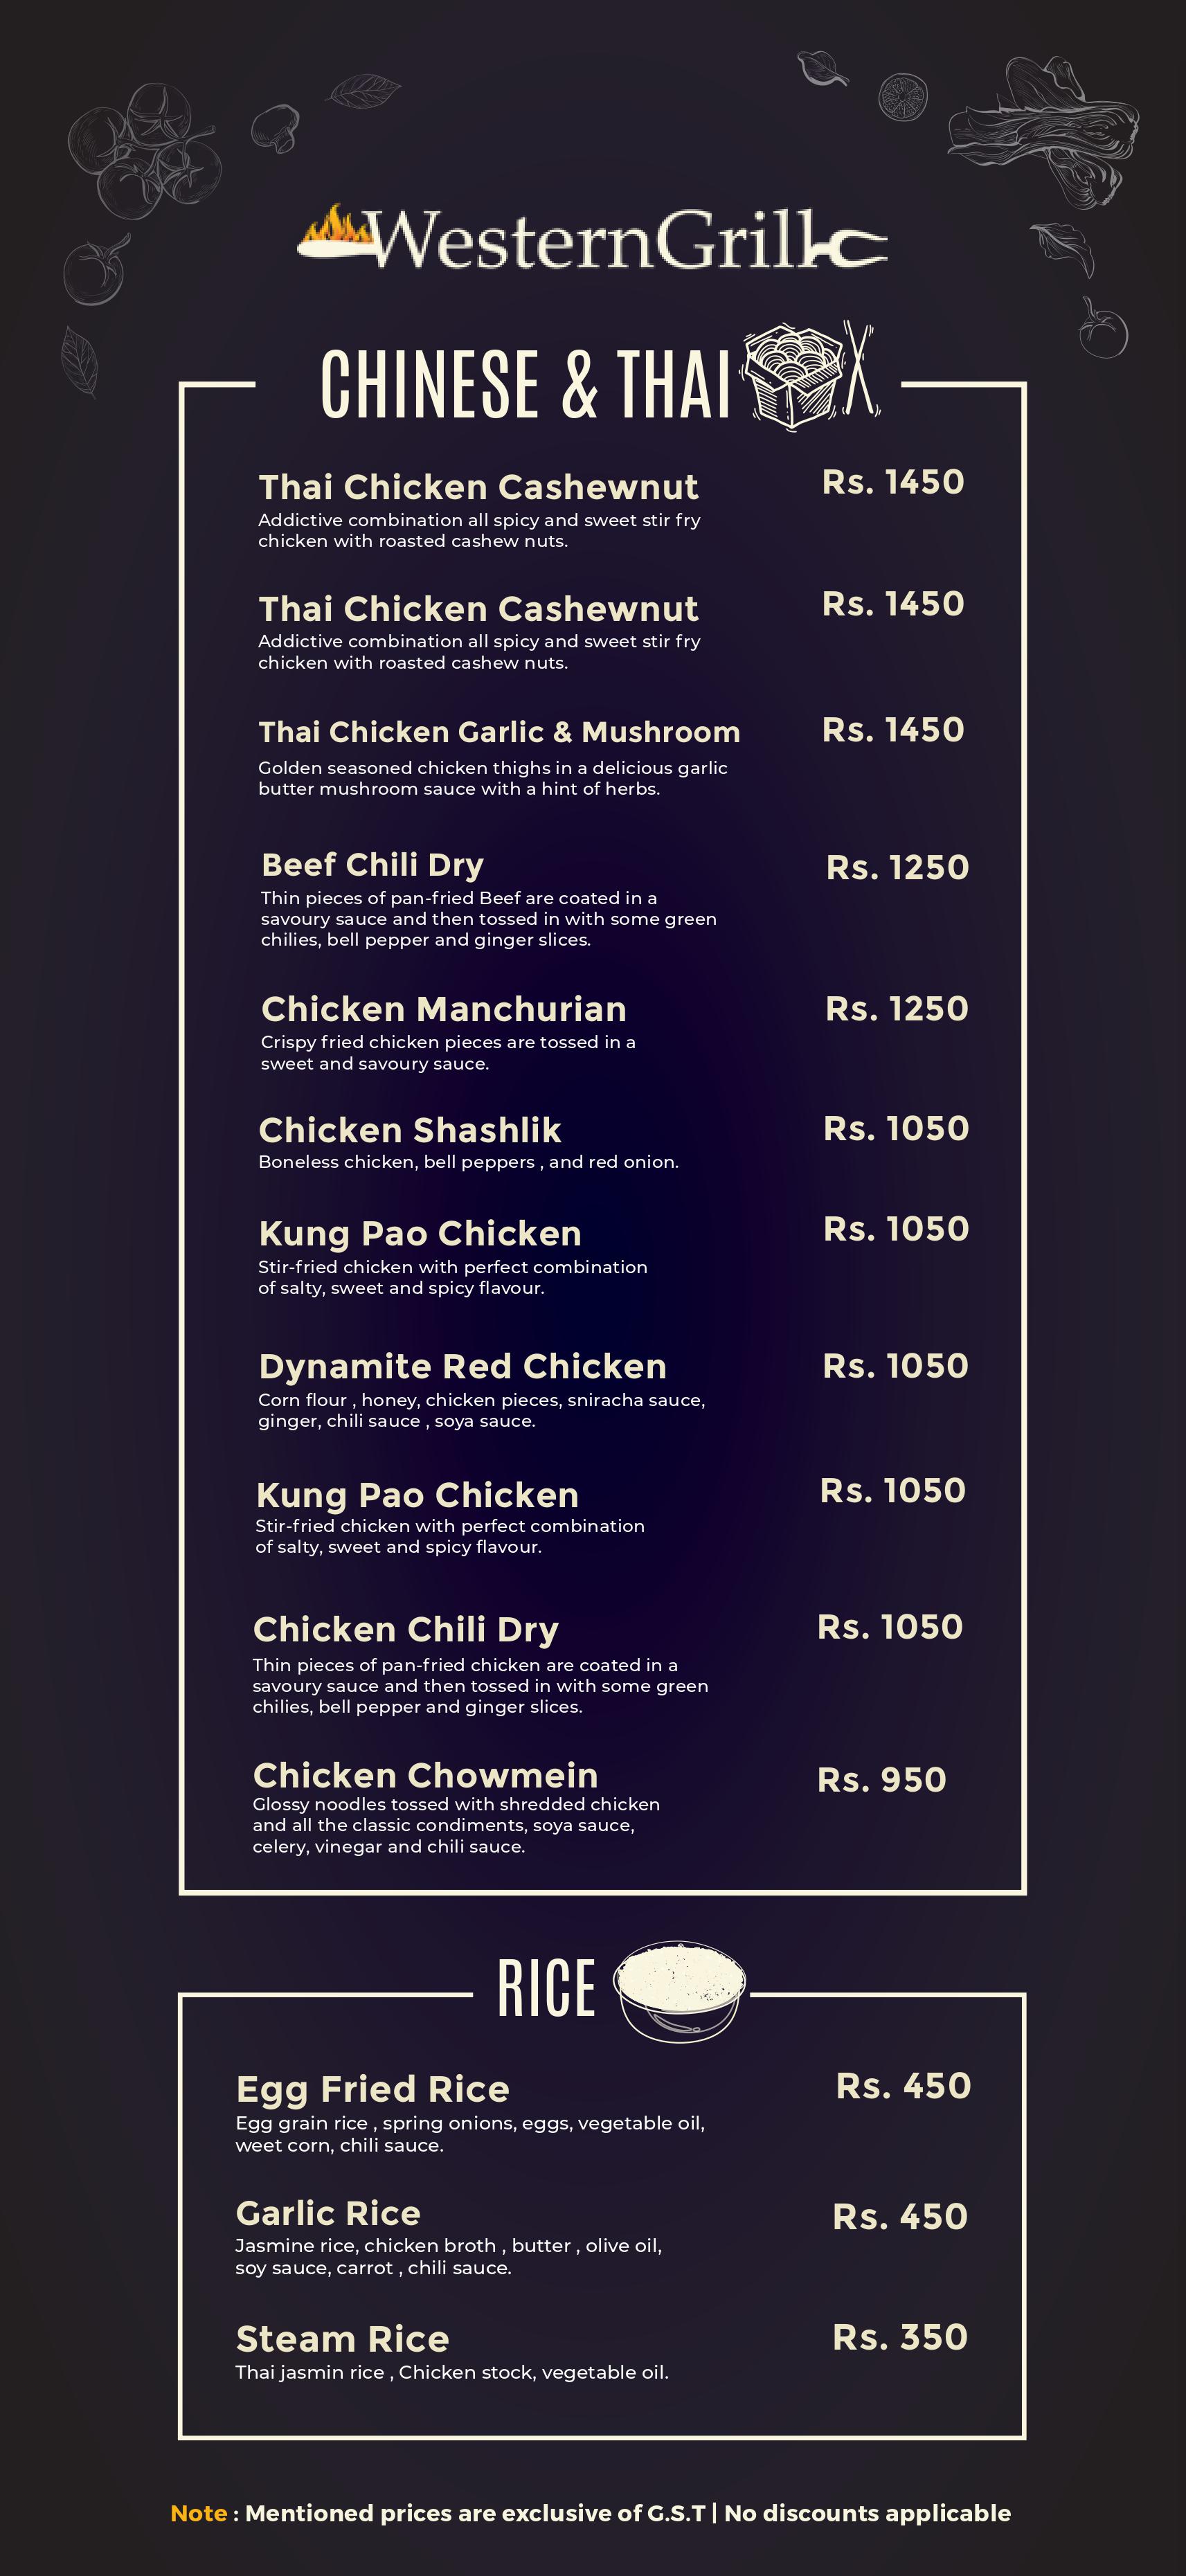 WesternGrill
CHINESE & THAI
Thai Chicken Cashewnut Rs. 1450
Addictive combination all spicy and sweet stir fry
chicken with roasted cashew nuts.
Thai Chicken Cashewnut Rs. 1450
Addictive combination all spicy and sweet stir fry
chicken with roasted cashew nuts.
Thai Chicken Garlic & Mushroom Rs. 1450
Golden seasoned chicken thighs in a delicious garlic
butter mushroom sauce with a hint of herbs.
Beef Chili Dry Rs. 1250
Thin pieces of pan-fried Beef are coated in a
savoury sauce and then tossed in with some green
chilies, bell pepper and ginger slices.
Chicken Manchurian Rs. 1250
Crispy fried chicken pieces are tossed in a
sweet and savoury sauce.
Chicken Shashlik Rs. 1050
Boneless chicken, bell peppers , and red onion.
Kung Pao Chicken Rs. 1050
Stir-fried chicken with perfect combination
of salty, sweet and spicy flavour.
Dynamite Red Chicken Rs. 1050
Corn flour , honey, chicken pieces, sniracha sauce,
ginger, chili sauce , soya sauce.
Kung Pao Chicken Rs. 1050
Stir-fried chicken with perfect combination
of salty, sweet and spicy flavour.
Chicken Chili Dry Rs. 1050
Thin pieces of pan-fried chicken are coated in a
savoury sauce and then tossed in with some green
chilies, bell pepper and ginger slices.
Chicken Chowmein Rs. 950
Glossy noodles tossed with shredded chicken
and all the classic condiments, soya sauce,
celery, vinegar and chili sauce.
RICE
Egg Fried Rice Rs. 450
Egg grain rice , spring onions, eggs, vegetable oil,
weet corn, chili sauce.
Garlic Rice Rs. 450
Jasmine rice, chicken broth , butter , olive oil,
soy sauce, carrot , chili sauce.
Steam Rice Rs. 350
Thai jasmin rice , Chicken stock, vegetable oil.
Note : Mentioned prices are exclusive of G.S.T | No discounts applicable